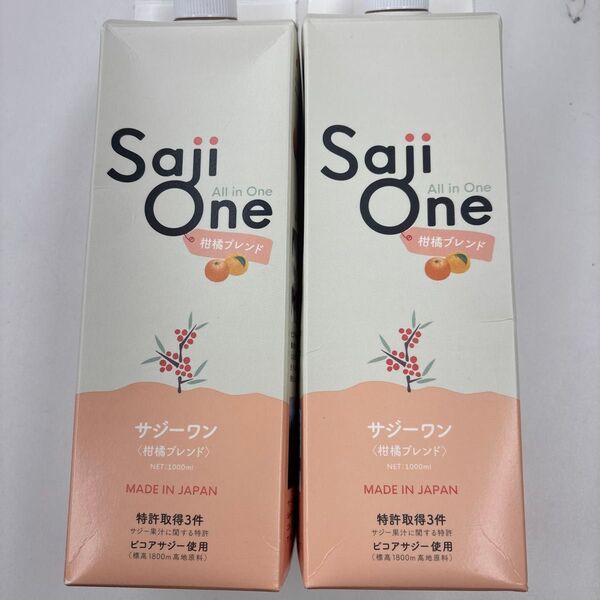 Saji
All in One
One
柑橘ブレンド
サジーワン
〈柑橘ブレンド〉
NET:1000ml
MADE IN JAPAN
特許取得3件
サジー果汁に関する特許
ピコアサジー使用
(標高1800m高地原料)
Saji
All in One
One
柑橘ブレンド
サジーワン
〈柑橘ブレンド〉
NET:1000ml
MADE IN JAPAN
特許取得3件
サジー果汁に関する特許
ピコアサジー使用
(標高1800m高地原料)